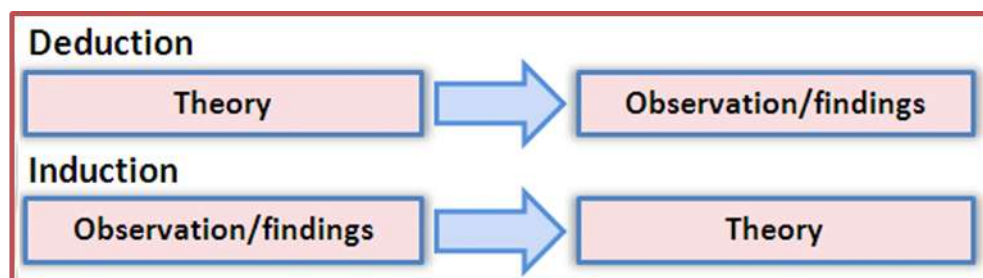 Deduction
Theory
Observation/findings
Induction
Observation/findings
Theory